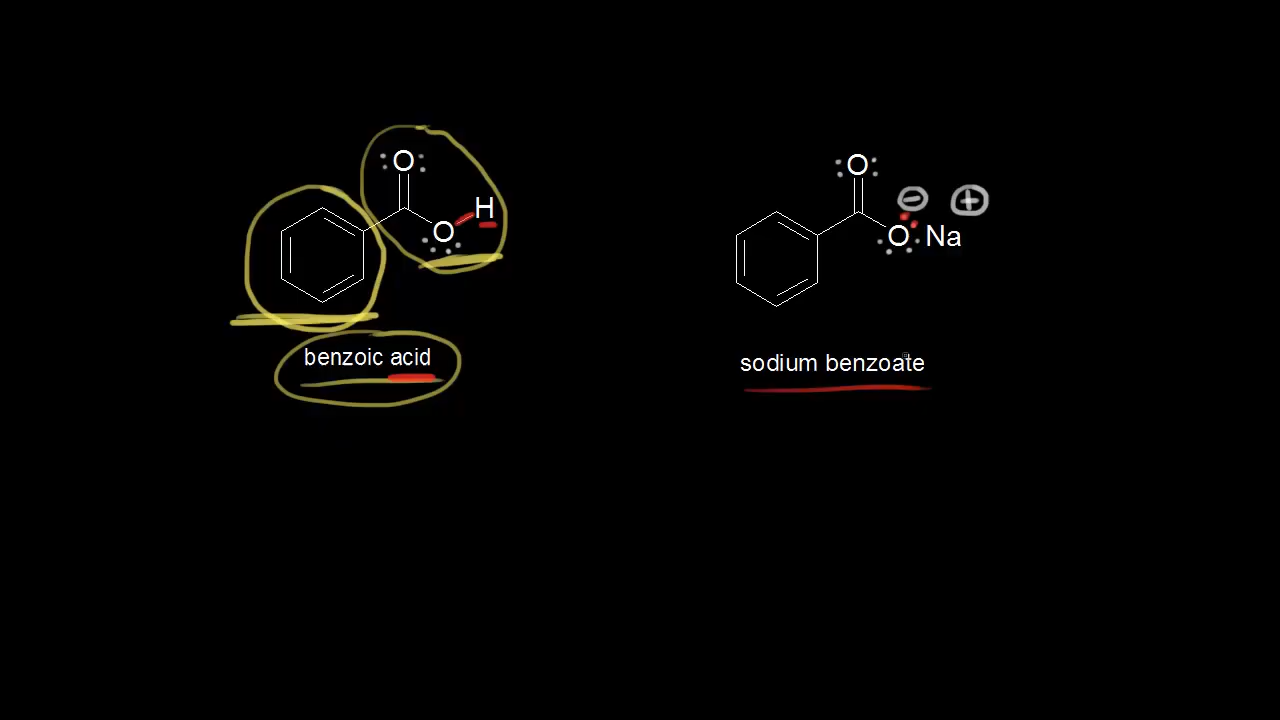 O
H
O
benzoic acid
O
⊖ ⊕
O Na
sodium benzoate